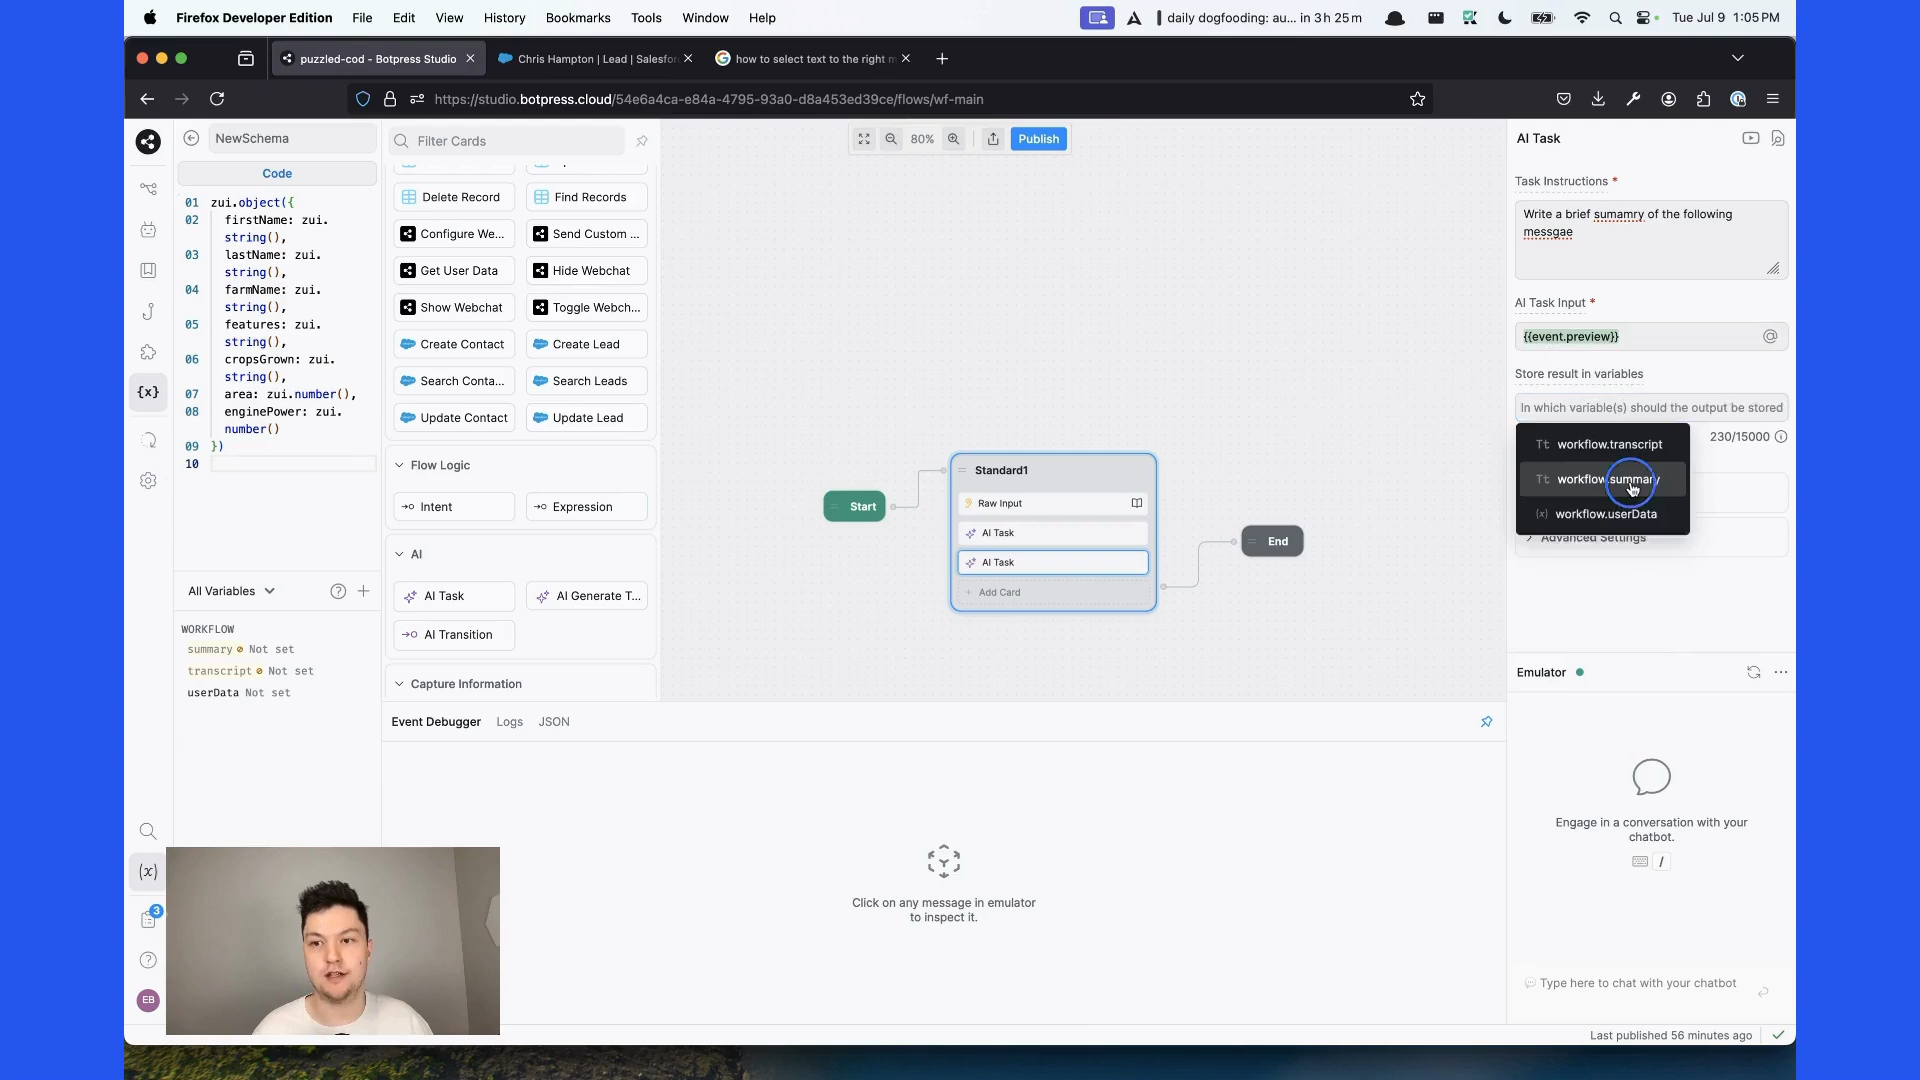 Firefox Developer Edition File Edit View History Bookmarks Tools Window Help
daily dogfooding: au... in 3 h 25 m
Tue Jul 9 1:05 PM
puzzled-cod - Botpress Studio
Chris Hampton | Lead | Salesfor
how to select text to the right m
https://studio.botpress.cloud/54e6a4ca-e84a-4795-93a0-d8a453ed39ce/flows/wf-main
NewSchema
Code
01 zui.object({
02 firstName: zui.
string(),
03 lastName: zui.
string(),
04 farmName: zui.
string(),
05 features: zui.
string(),
06 cropsGrown: zui.
string(),
07 area: zui.number(),
08 enginePower: zui.
number()
09 })
10
All Variables
WORKFLOW
summary Not set
transcript Not set
userData Not set
3
EB
Filter Cards
Delete Record
Find Records
Configure We...
Send Custom ...
Get User Data
Hide Webchat
Show Webchat
Toggle Webch...
Create Contact
Create Lead
Search Conta...
Search Leads
Update Contact
Update Lead
Flow Logic
Intent
Expression
AI
AI Task
AI Generate T...
AI Transition
Capture Information
80%
Publish
Start
Standard1
Raw Input
AI Task
AI Task
+ Add Card
End
Event Debugger Logs JSON
Click on any message in emulator
to inspect it.
AI Task
Task Instructions *
Write a brief sumamry of the following
messgae
AI Task Input *
{{event.preview}}
@
Store result in variables
In which variable(s) should the output be stored
230/15000
Tt workflow.transcript
Tt workflow.summary
(x) workflow.userData
Advanced Settings
Emulator
Engage in a conversation with your
chatbot.
/
Type here to chat with your chatbot
Last published 56 minutes ago